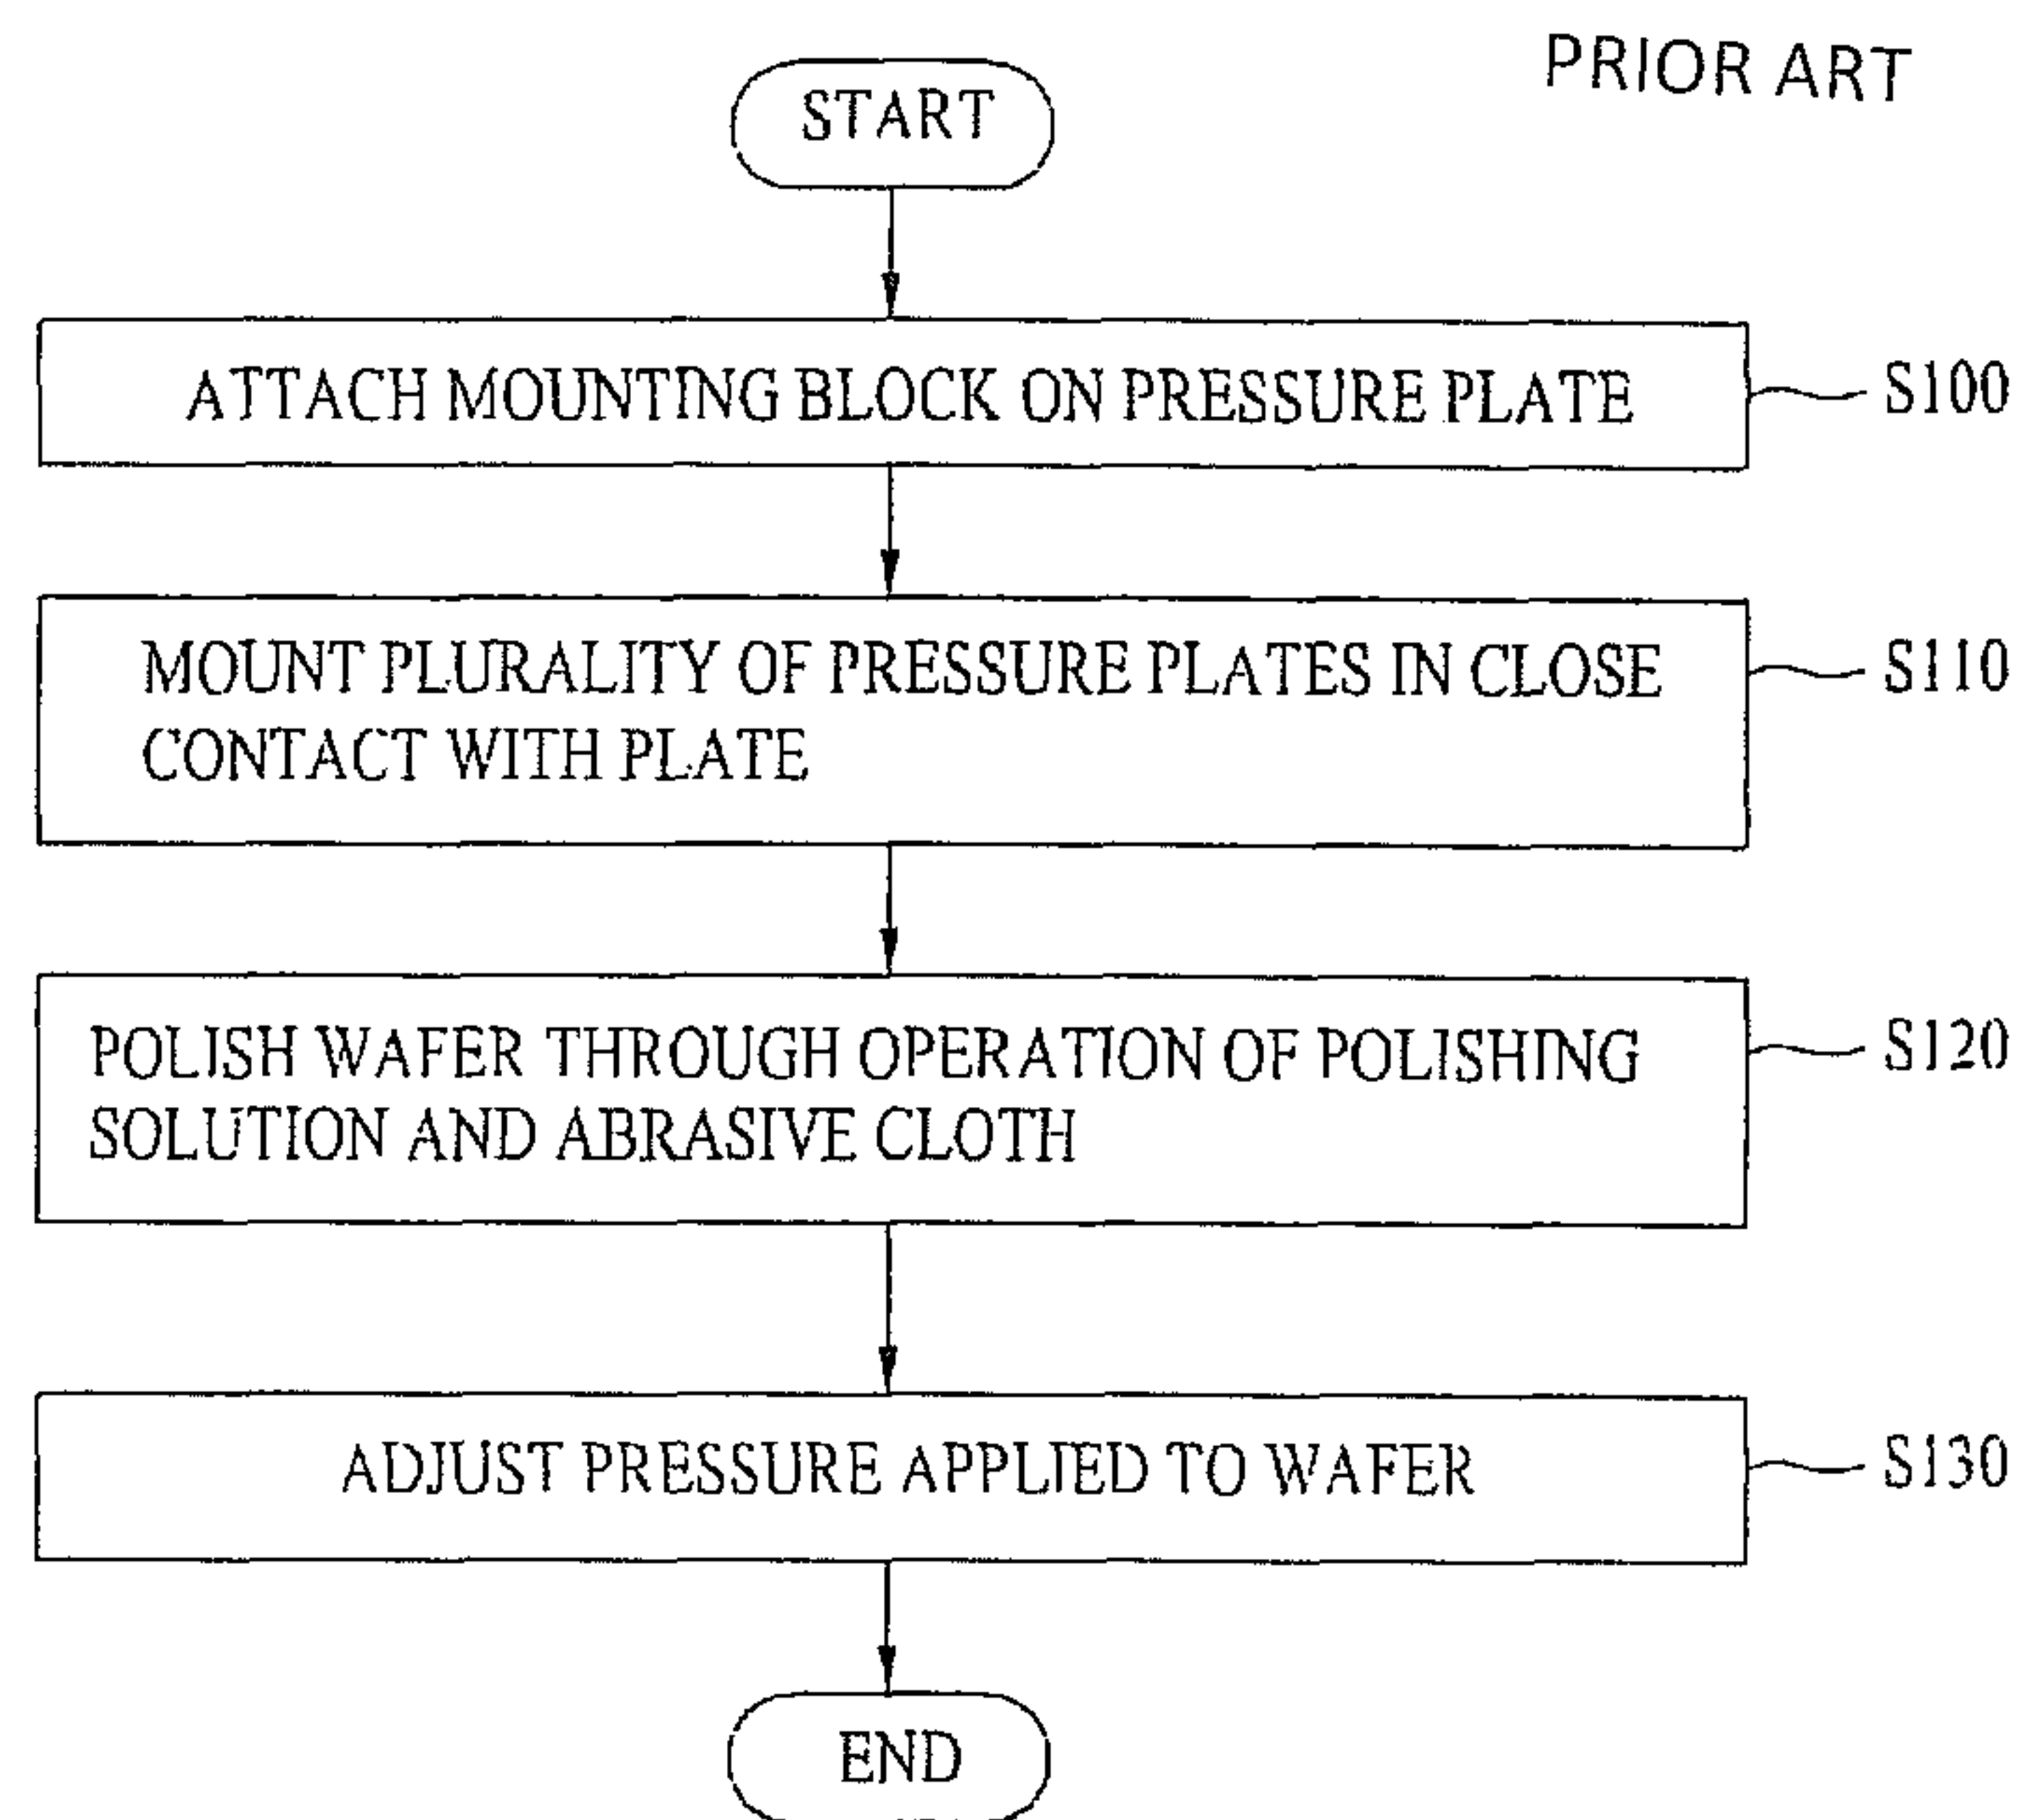 PRIOR ART
START
ATTACH MOUNTING BLOCK ON PRESSURE PLATE
S100
MOUNT PLURALITY OF PRESSURE PLATES IN CLOSE
CONTACT WITH PLATE
S110
POLISH WAFER THROUGH OPERATION OF POLISHING
SOLUTION AND ABRASIVE CLOTH
S120
ADJUST PRESSURE APPLIED TO WAFER
S130
END